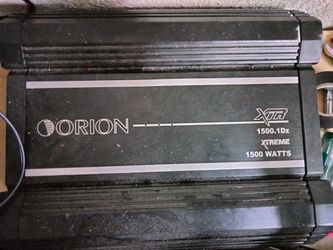 ORION
XTR
1500.1Dz
XTREME
1500 WATTS